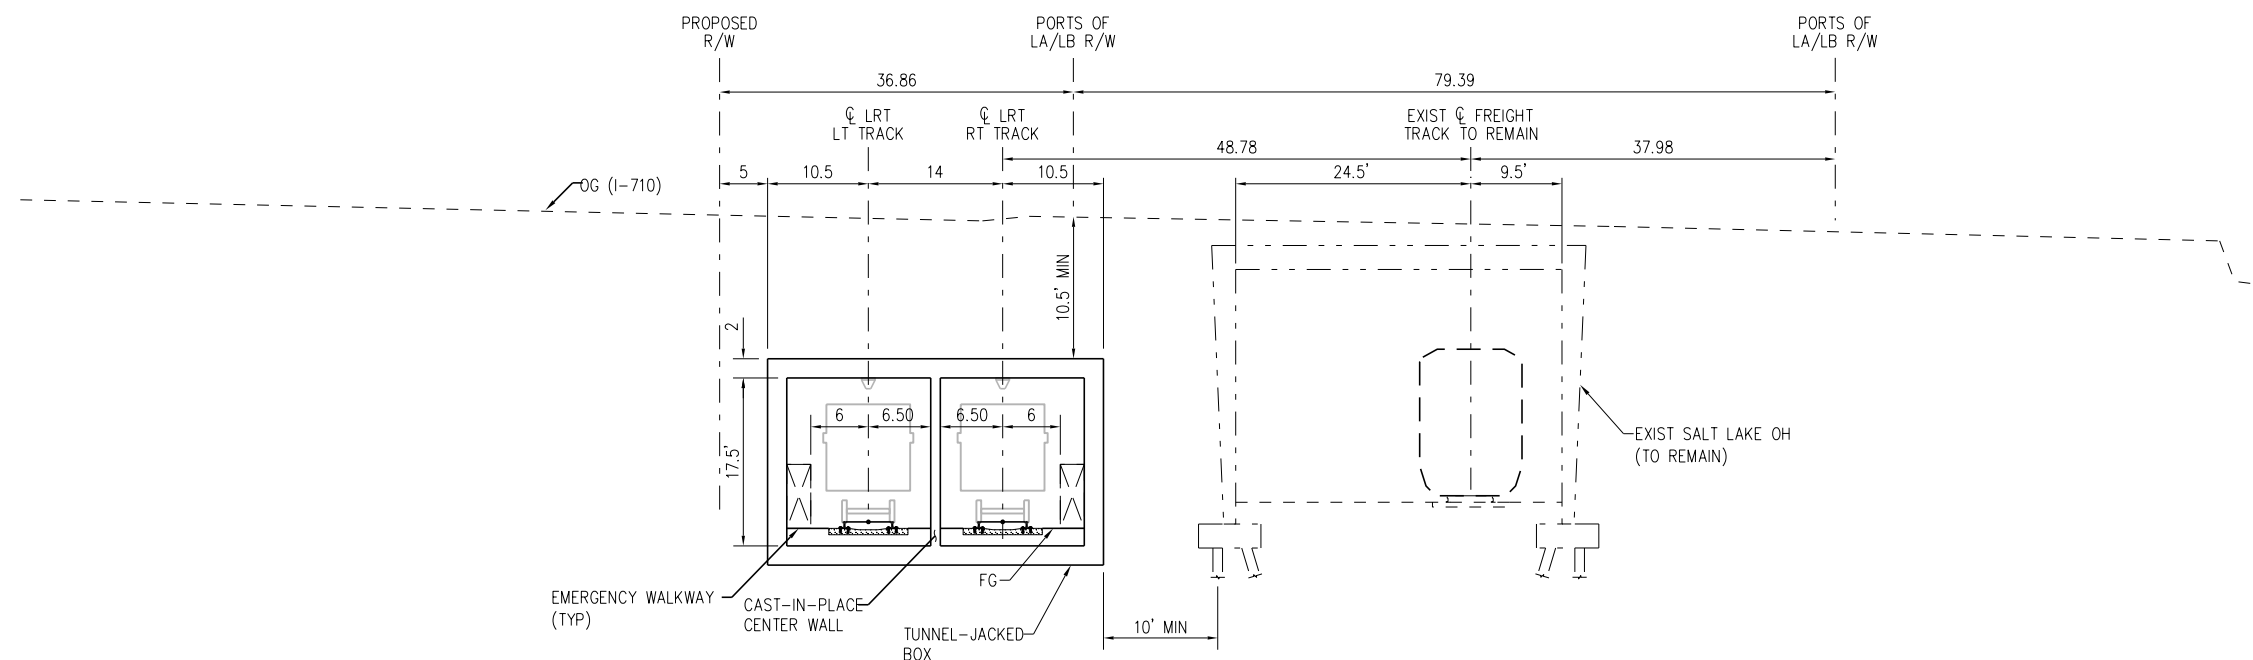 PROPOSED
R/W
PORTS OF
LA/LB R/W
PORTS OF
LA/LB R/W
36.86
79.39
℄ LRT
LT TRACK
℄ LRT
RT TRACK
EXIST ℄ FREIGHT
TRACK TO REMAIN
48.78
37.98
5
10.5
14
10.5
24.5'
9.5'
OG (I-710)
10.5' MIN
2
6
6.50
6.50
6
17.5'
EXIST SALT LAKE OH
(TO REMAIN)
EMERGENCY WALKWAY
(TYP)
CAST-IN-PLACE
CENTER WALL
FG
TUNNEL-JACKED
BOX
10' MIN